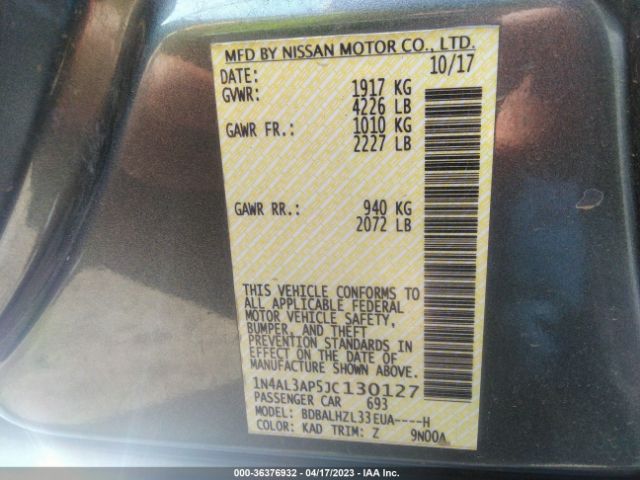 MFD BY NISSAN MOTOR CO., LTD.
DATE: 10/17
GVWR: 1917 KG
4226 LB
GAWR FR.: 1010 KG
2227 LB
GAWR RR.: 940 KG
2072 LB
THIS VEHICLE CONFORMS TO
ALL APPLICABLE FEDERAL
MOTOR VEHICLE SAFETY,
BUMPER, AND THEFT
PREVENTION STANDARDS IN
EFFECT ON THE DATE OF
MANUFACTURE SHOWN ABOVE.
1N4AL3AP5JC130127
PASSENGER CAR 693
MODEL: BDBALHZL33EUA----H
COLOR: KAD TRIM: Z 9N00A
000-36376932 - 04/17/2023 - IAA Inc.